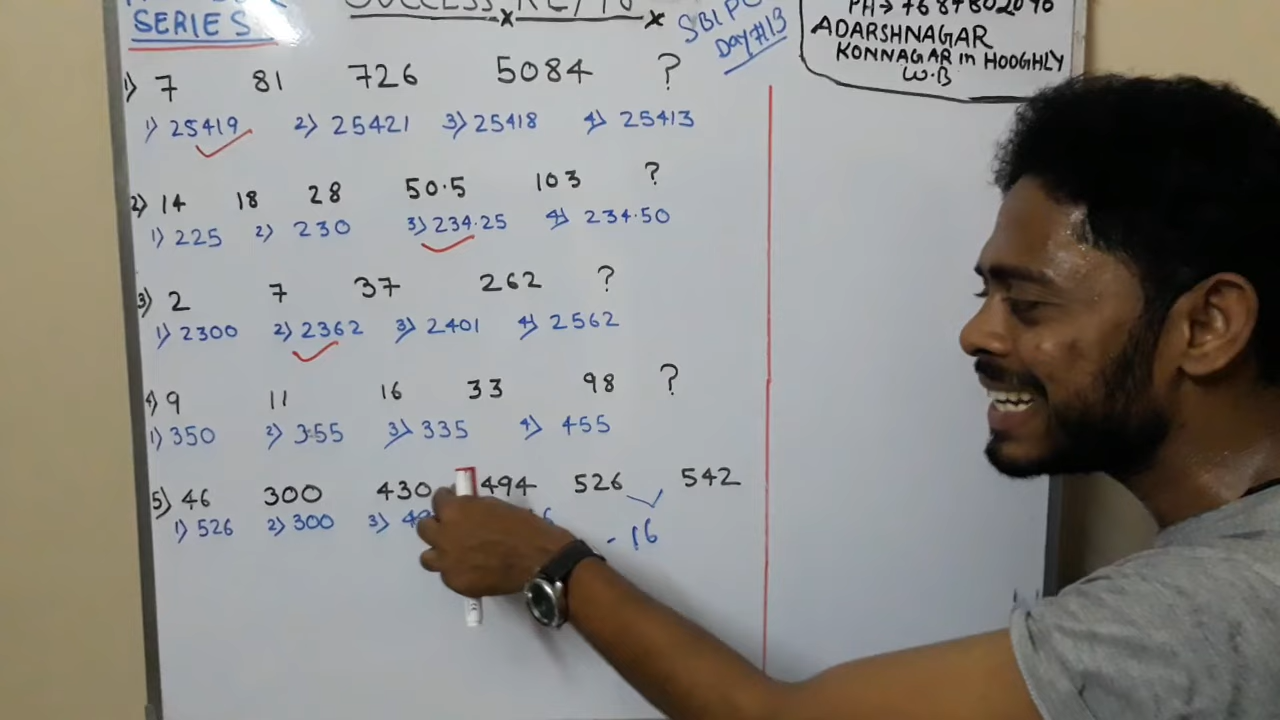 SERIES
SUCCESS
SBI PO
Day#13
PH→ 7687802090
ADARSHNAGAR
KONNAGAR in HOOGHLY
W.B
1) 7 81 726 5084 ?
1) 25419 2) 25421 3) 25418 4) 25413
2) 14 18 28 50.5 103 ?
1) 225 2) 230 3) 234.25 4) 234.50
3) 2 7 37 262 ?
1) 2300 2) 2362 3) 2401 4) 2562
4) 9 11 16 33 98 ?
1) 350 2) 355 3) 335 4) 455
5) 46 300 430 494 526 542
1) 526 2) 300 3) - 16